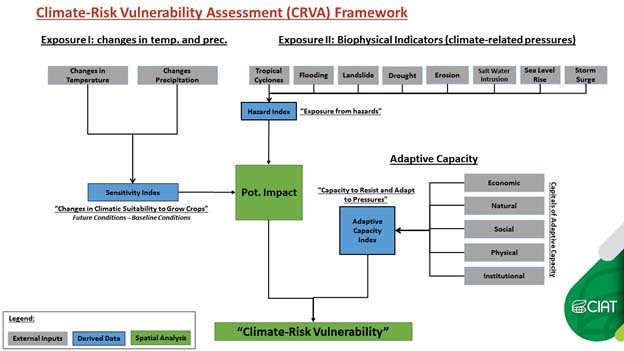 Climate-Risk Vulnerability Assessment (CRVA) Framework
Exposure I: changes in temp. and prec.
Exposure II: Biophysical Indicators (climate-related pressures)
Changes in
Temperature
Changes
Precipitation
Tropical
Cyclones
Flooding
Landslide
Drought
Erosion
Salt Water
Intrusion
Sea Level
Rise
Storm
Surge
Hazard Index
"Exposure from hazards"
Adaptive Capacity
Sensitivity Index
"Changes in Climatic Suitability to Grow Crops"
Future Conditions – Baseline Conditions
Pot. Impact
"Capacity to Resist and Adapt
to Pressures"
Adaptive
Capacity
Index
Economic
Natural
Social
Physical
Institutional
Capitals of Adaptive Capacity
"Climate-Risk Vulnerability"
Legend:
External Inputs
Derived Data
Spatial Analysis
CIAT